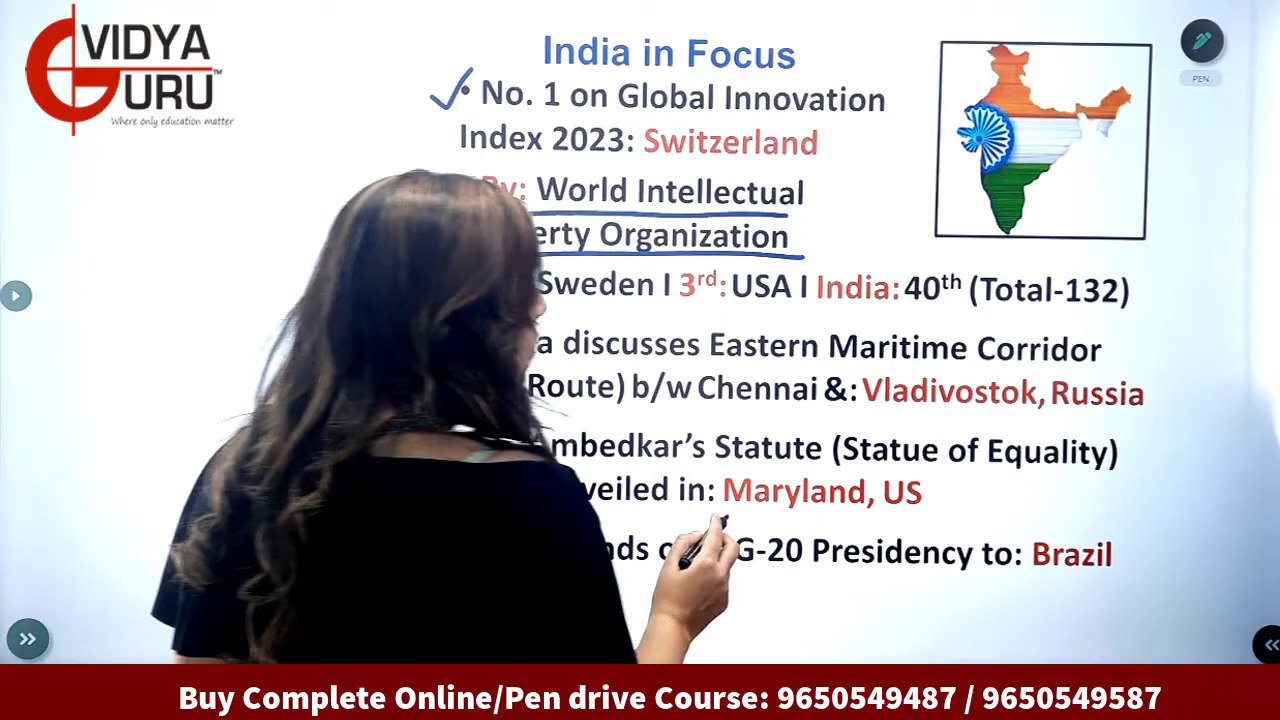 VIDYA
GURU™
Where only education matter
PEN
India in Focus
• No. 1 on Global Innovation
Index 2023: Switzerland
By: World Intellectual
erty Organization
Sweden I 3rd: USA I India: 40th (Total-132)
a discusses Eastern Maritime Corridor
Route) b/w Chennai &: Vladivostok, Russia
Ambedkar's Statute (Statue of Equality)
veiled in: Maryland, US
nds G-20 Presidency to: Brazil
Buy Complete Online/Pen drive Course: 9650549487 / 9650549587